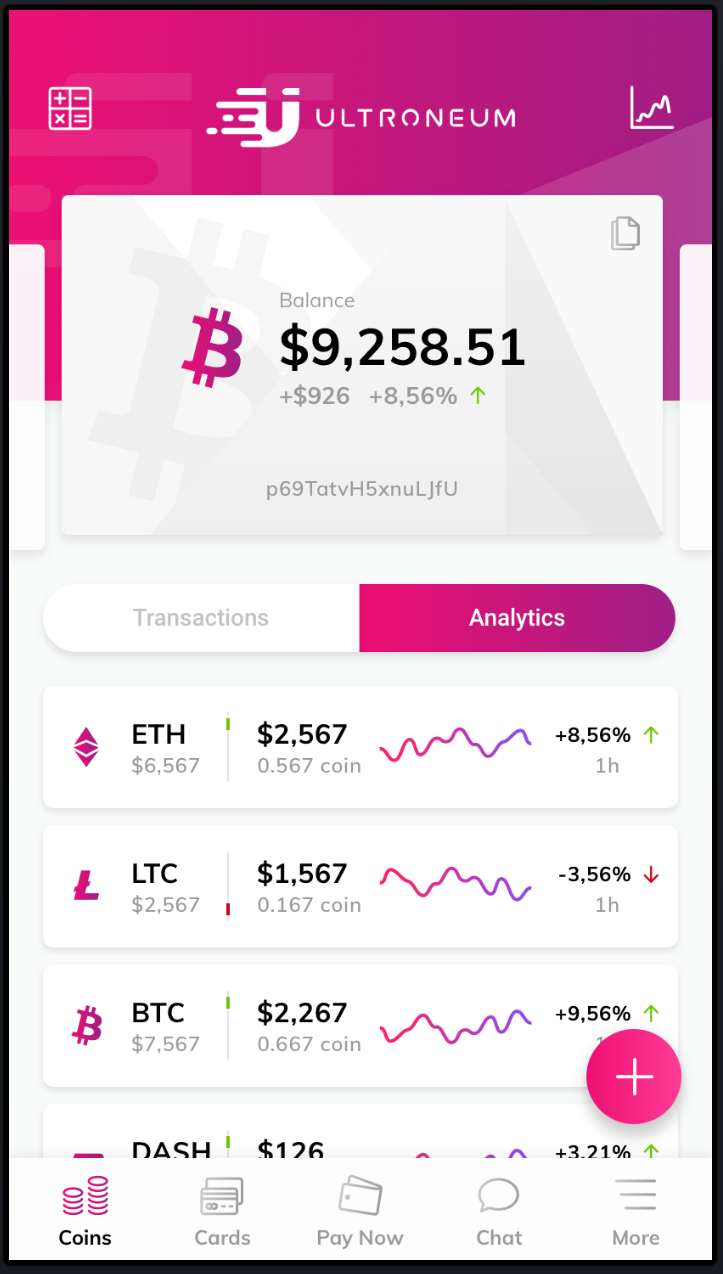 ULTRONEUM
Balance
$9,258.51
+$926 +8,56%
p69TatvH5xnuLJfU
Transactions Analytics
ETH $2,567 +8,56%
$6,567 0.567 coin 1h
LTC $1,567 -3,56%
$2,567 0.167 coin 1h
BTC $2,267 +9,56%
$7,567 0.667 coin
DASH $126 +3,21%
Coins Cards Pay Now Chat More